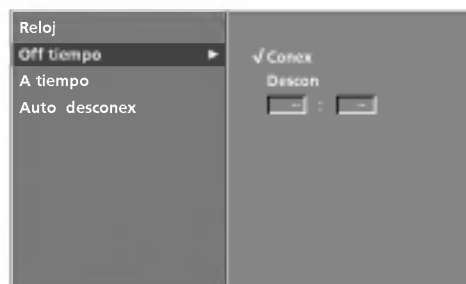 Reloj
Off tiempo ►
A tiempo
Auto desconex
√ Conex
Descon
-- : --